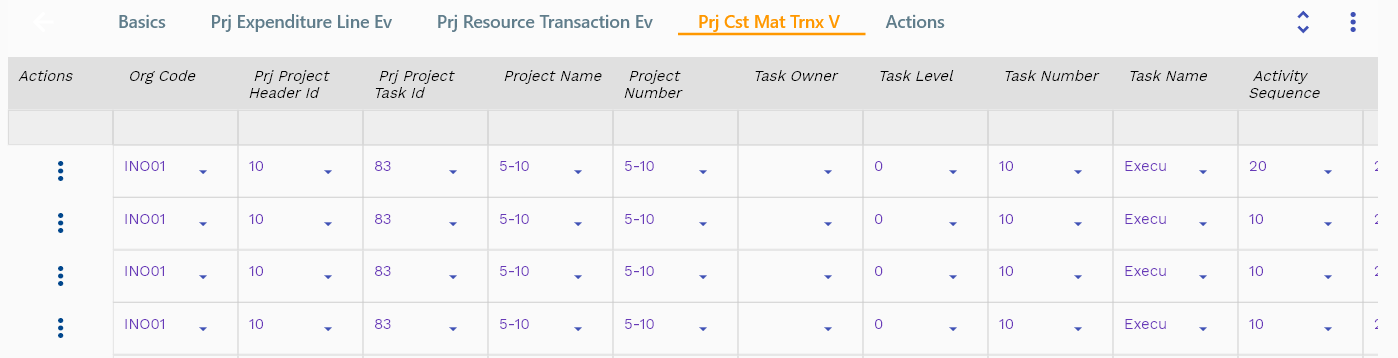 Basics Prj Expenditure Line Ev Prj Resource Transaction Ev Prj Cst Mat Trnx V Actions
Actions Org Code Prj Project Header Id Prj Project Task Id Project Name Project Number Task Owner Task Level Task Number Task Name Activity Sequence
INO01 10 83 5-10 5-10 0 10 Execu 20
INO01 10 83 5-10 5-10 0 10 Execu 10
INO01 10 83 5-10 5-10 0 10 Execu 10
INO01 10 83 5-10 5-10 0 10 Execu 10